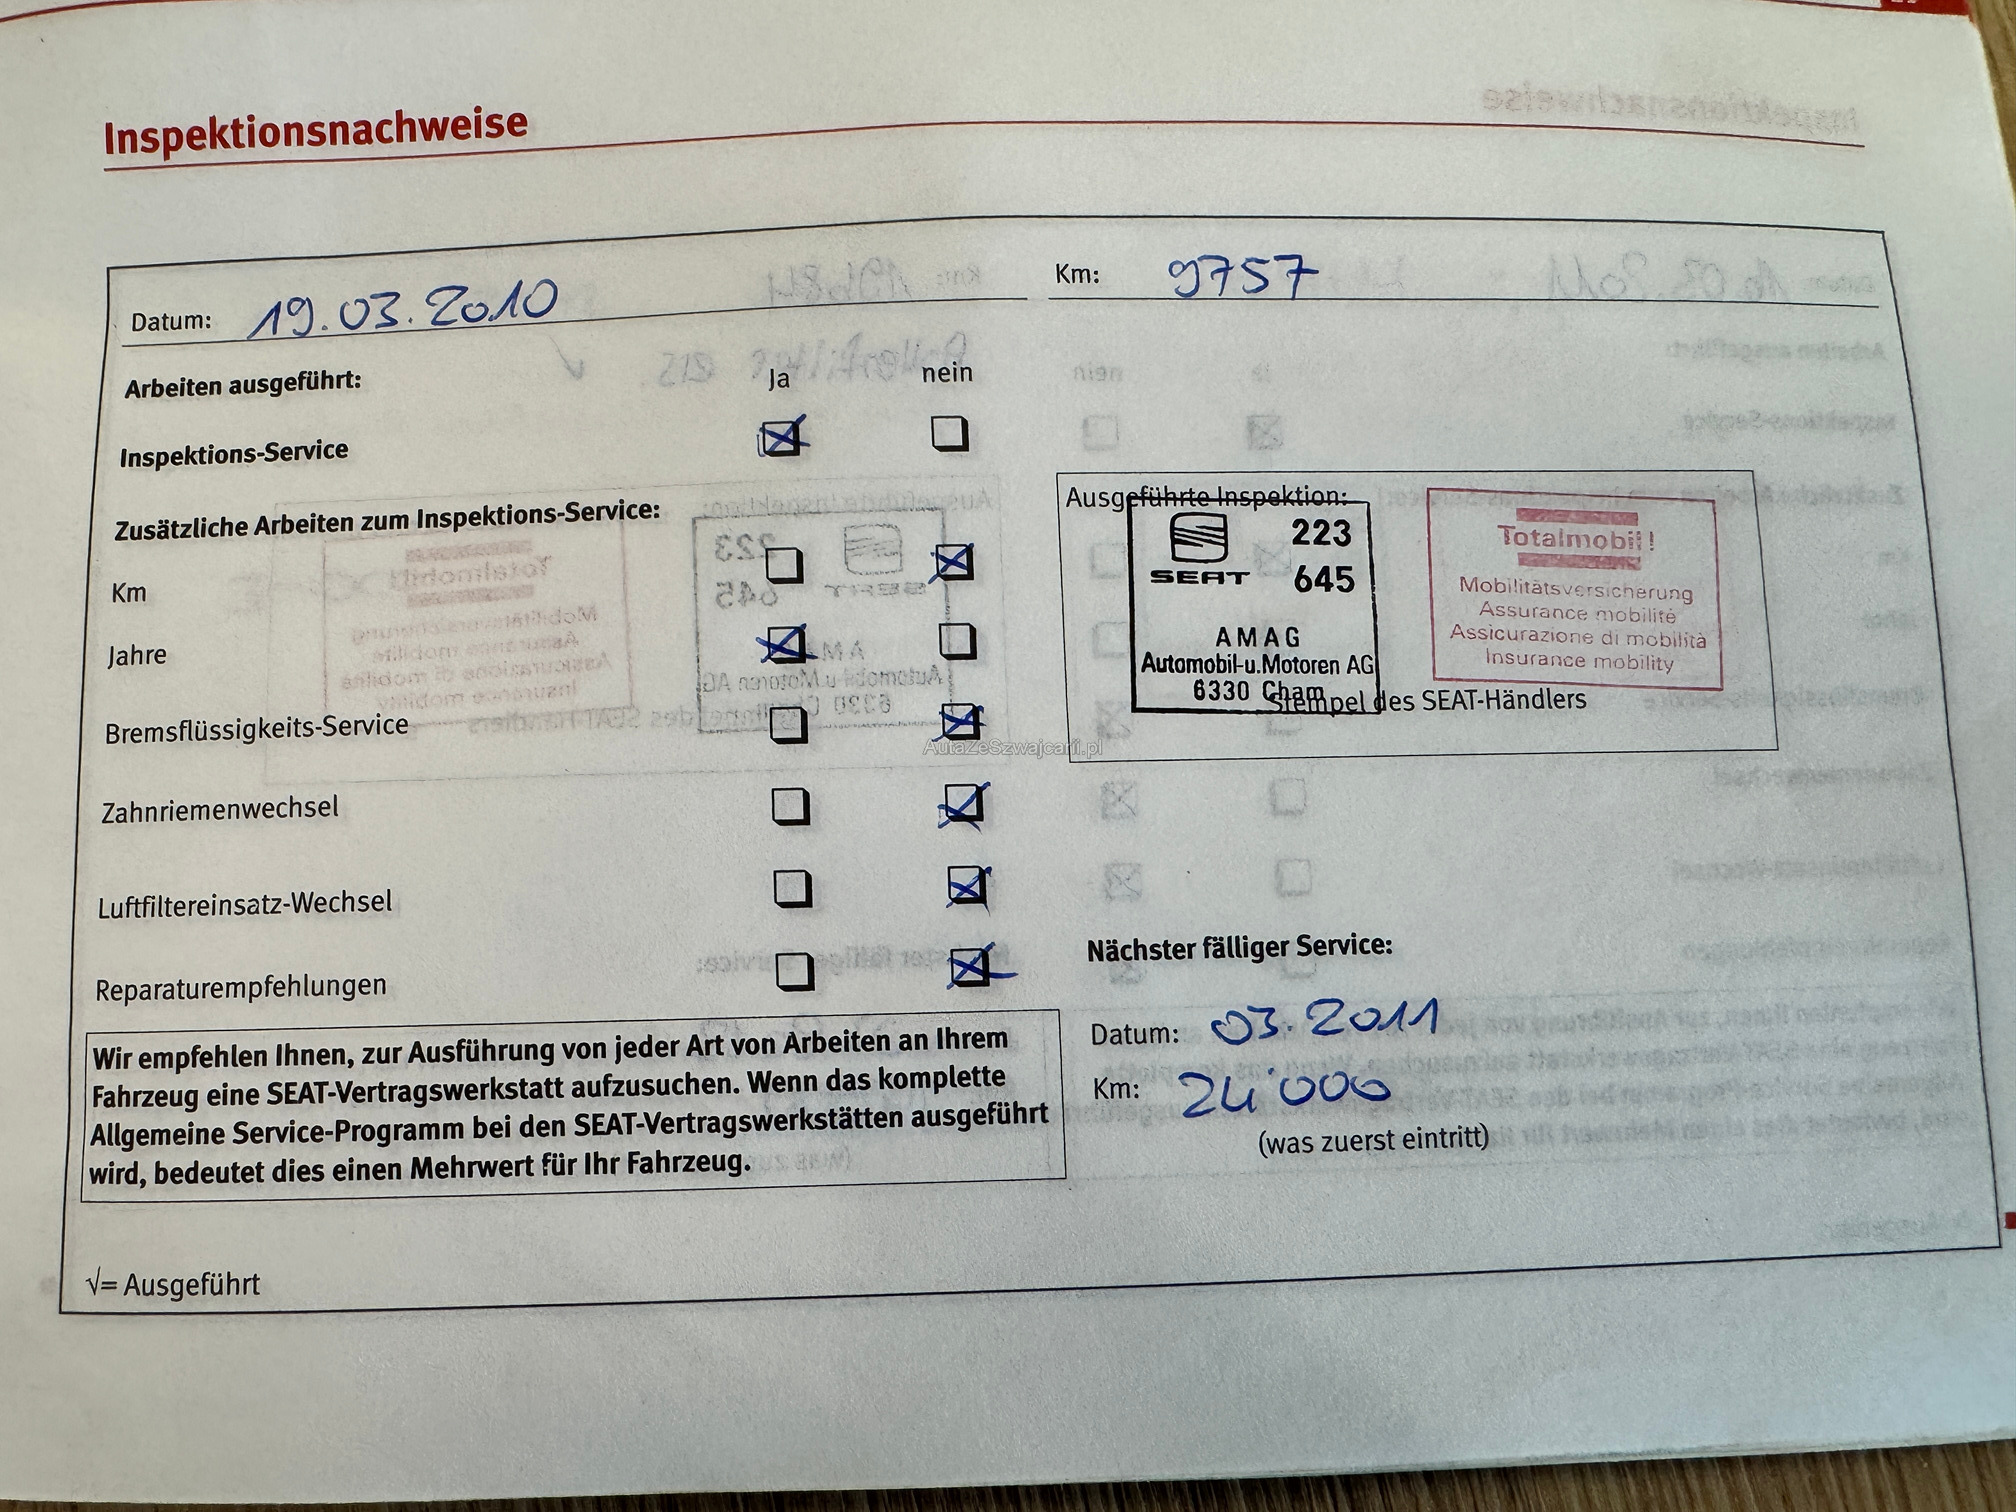 Inspektionsnachweise
Datum: 19.03.2010
Km: 9757
Arbeiten ausgeführt: Ja nein
Inspektions-Service
Zusätzliche Arbeiten zum Inspektions-Service:
Km
Jahre
Bremsflüssigkeits-Service
Zahnriemenwechsel
Luftfiltereinsatz-Wechsel
Reparaturempfehlungen
Ausgeführte Inspektion:
SEAT
223
645
AMAG
Automobil-u.Motoren AG
6330 Cham
Totalmobil!
Mobilitätsversicherung
Assurance mobilité
Assicurazione di mobilità
Insurance mobility
Stempel des SEAT-Händlers
AutaZeSzwajcarii.pl
Nächster fälliger Service:
Datum: 03.2011
Km: 24'000
(was zuerst eintritt)
Wir empfehlen Ihnen, zur Ausführung von jeder Art von Arbeiten an Ihrem
Fahrzeug eine SEAT-Vertragswerkstatt aufzusuchen. Wenn das komplette
Allgemeine Service-Programm bei den SEAT-Vertragswerkstätten ausgeführt
wird, bedeutet dies einen Mehrwert für Ihr Fahrzeug.
√= Ausgeführt